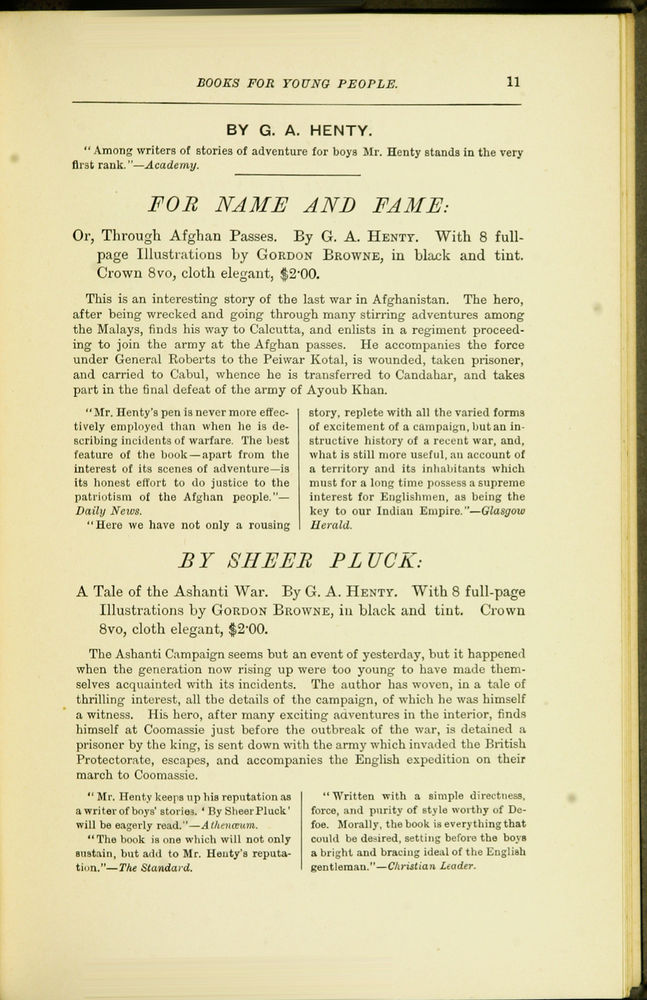 BOOKS FOR YOUNG PEOPLE. 11
BY G. A. HENTY.
"Among writers of stories of adventure for boys Mr. Henty stands in the very
first rank."—Academy.
FOR NAME AND FAME:
Or, Through Afghan Passes. By G. A. HENTY. With 8 full-
page Illustrations by GORDON BROWNE, in black and tint.
Crown 8vo, cloth elegant, $2·00.
This is an interesting story of the last war in Afghanistan. The hero,
after being wrecked and going through many stirring adventures among
the Malays, finds his way to Calcutta, and enlists in a regiment proceed-
ing to join the army at the Afghan passes. He accompanies the force
under General Roberts to the Peiwar Kotal, is wounded, taken prisoner,
and carried to Cabul, whence he is transferred to Candahar, and takes
part in the final defeat of the army of Ayoub Khan.
"Mr. Henty's pen is never more effec-
tively employed than when he is de-
scribing incidents of warfare. The best
feature of the book—apart from the
interest of its scenes of adventure—is
its honest effort to do justice to the
patriotism of the Afghan people."—
Daily News.
"Here we have not only a rousing
story, replete with all the varied forms
of excitement of a campaign, but an in-
structive history of a recent war, and,
what is still more useful, an account of
a territory and its inhabitants which
must for a long time possess a supreme
interest for Englishmen, as being the
key to our Indian Empire."—Glasgow
Herald.
BY SHEER PLUCK:
A Tale of the Ashanti War. By G. A. HENTY. With 8 full-page
Illustrations by GORDON BROWNE, in black and tint. Crown
8vo, cloth elegant, $2·00.
The Ashanti Campaign seems but an event of yesterday, but it happened
when the generation now rising up were too young to have made them-
selves acquainted with its incidents. The author has woven, in a tale of
thrilling interest, all the details of the campaign, of which he was himself
a witness. His hero, after many exciting adventures in the interior, finds
himself at Coomassie just before the outbreak of the war, is detained a
prisoner by the king, is sent down with the army which invaded the British
Protectorate, escapes, and accompanies the English expedition on their
march to Coomassie.
"Mr. Henty keeps up his reputation as
a writer of boys' stories. 'By Sheer Pluck'
will be eagerly read."—Athenæum.
"The book is one which will not only
sustain, but add to Mr. Henty's reputa-
tion."—The Standard.
"Written with a simple directness,
force, and purity of style worthy of De-
foe. Morally, the book is everything that
could be desired, setting before the boys
a bright and bracing ideal of the English
gentleman."—Christian Leader.